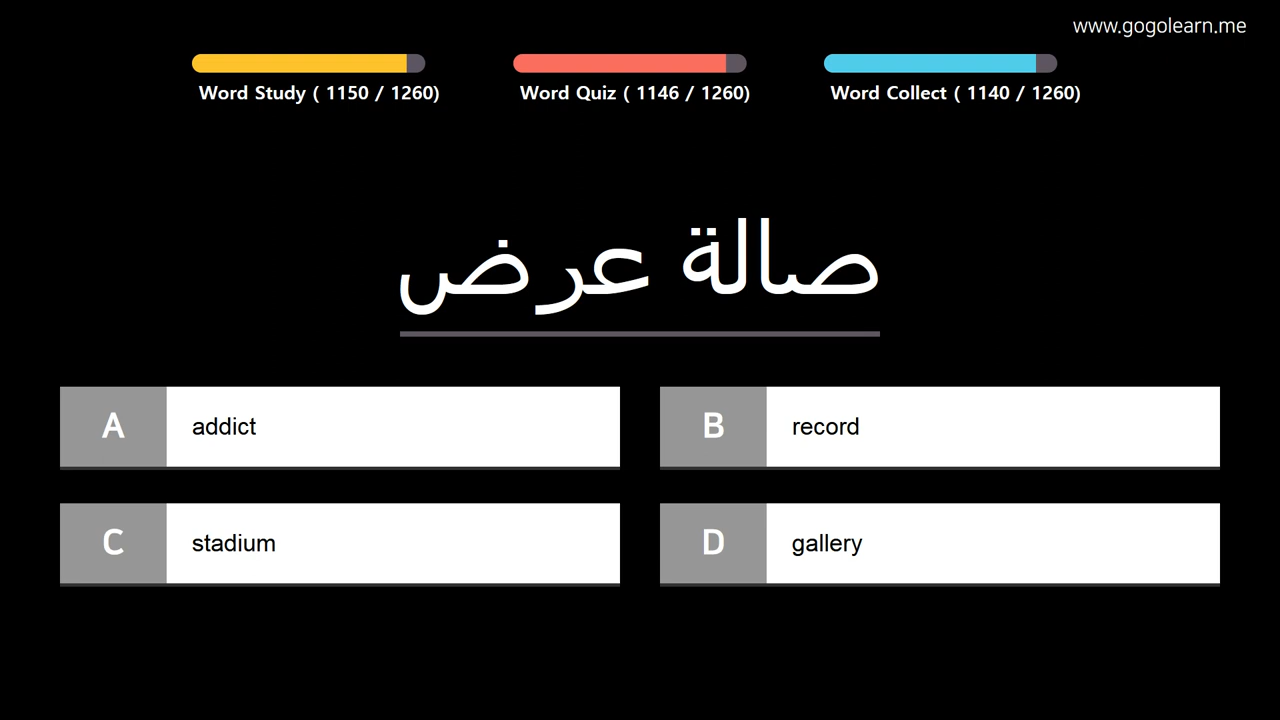 www.gogolearn.me
Word Study ( 1150 / 1260)
Word Quiz ( 1146 / 1260)
Word Collect ( 1140 / 1260)
صالة عرض
A addict
B record
C stadium
D gallery